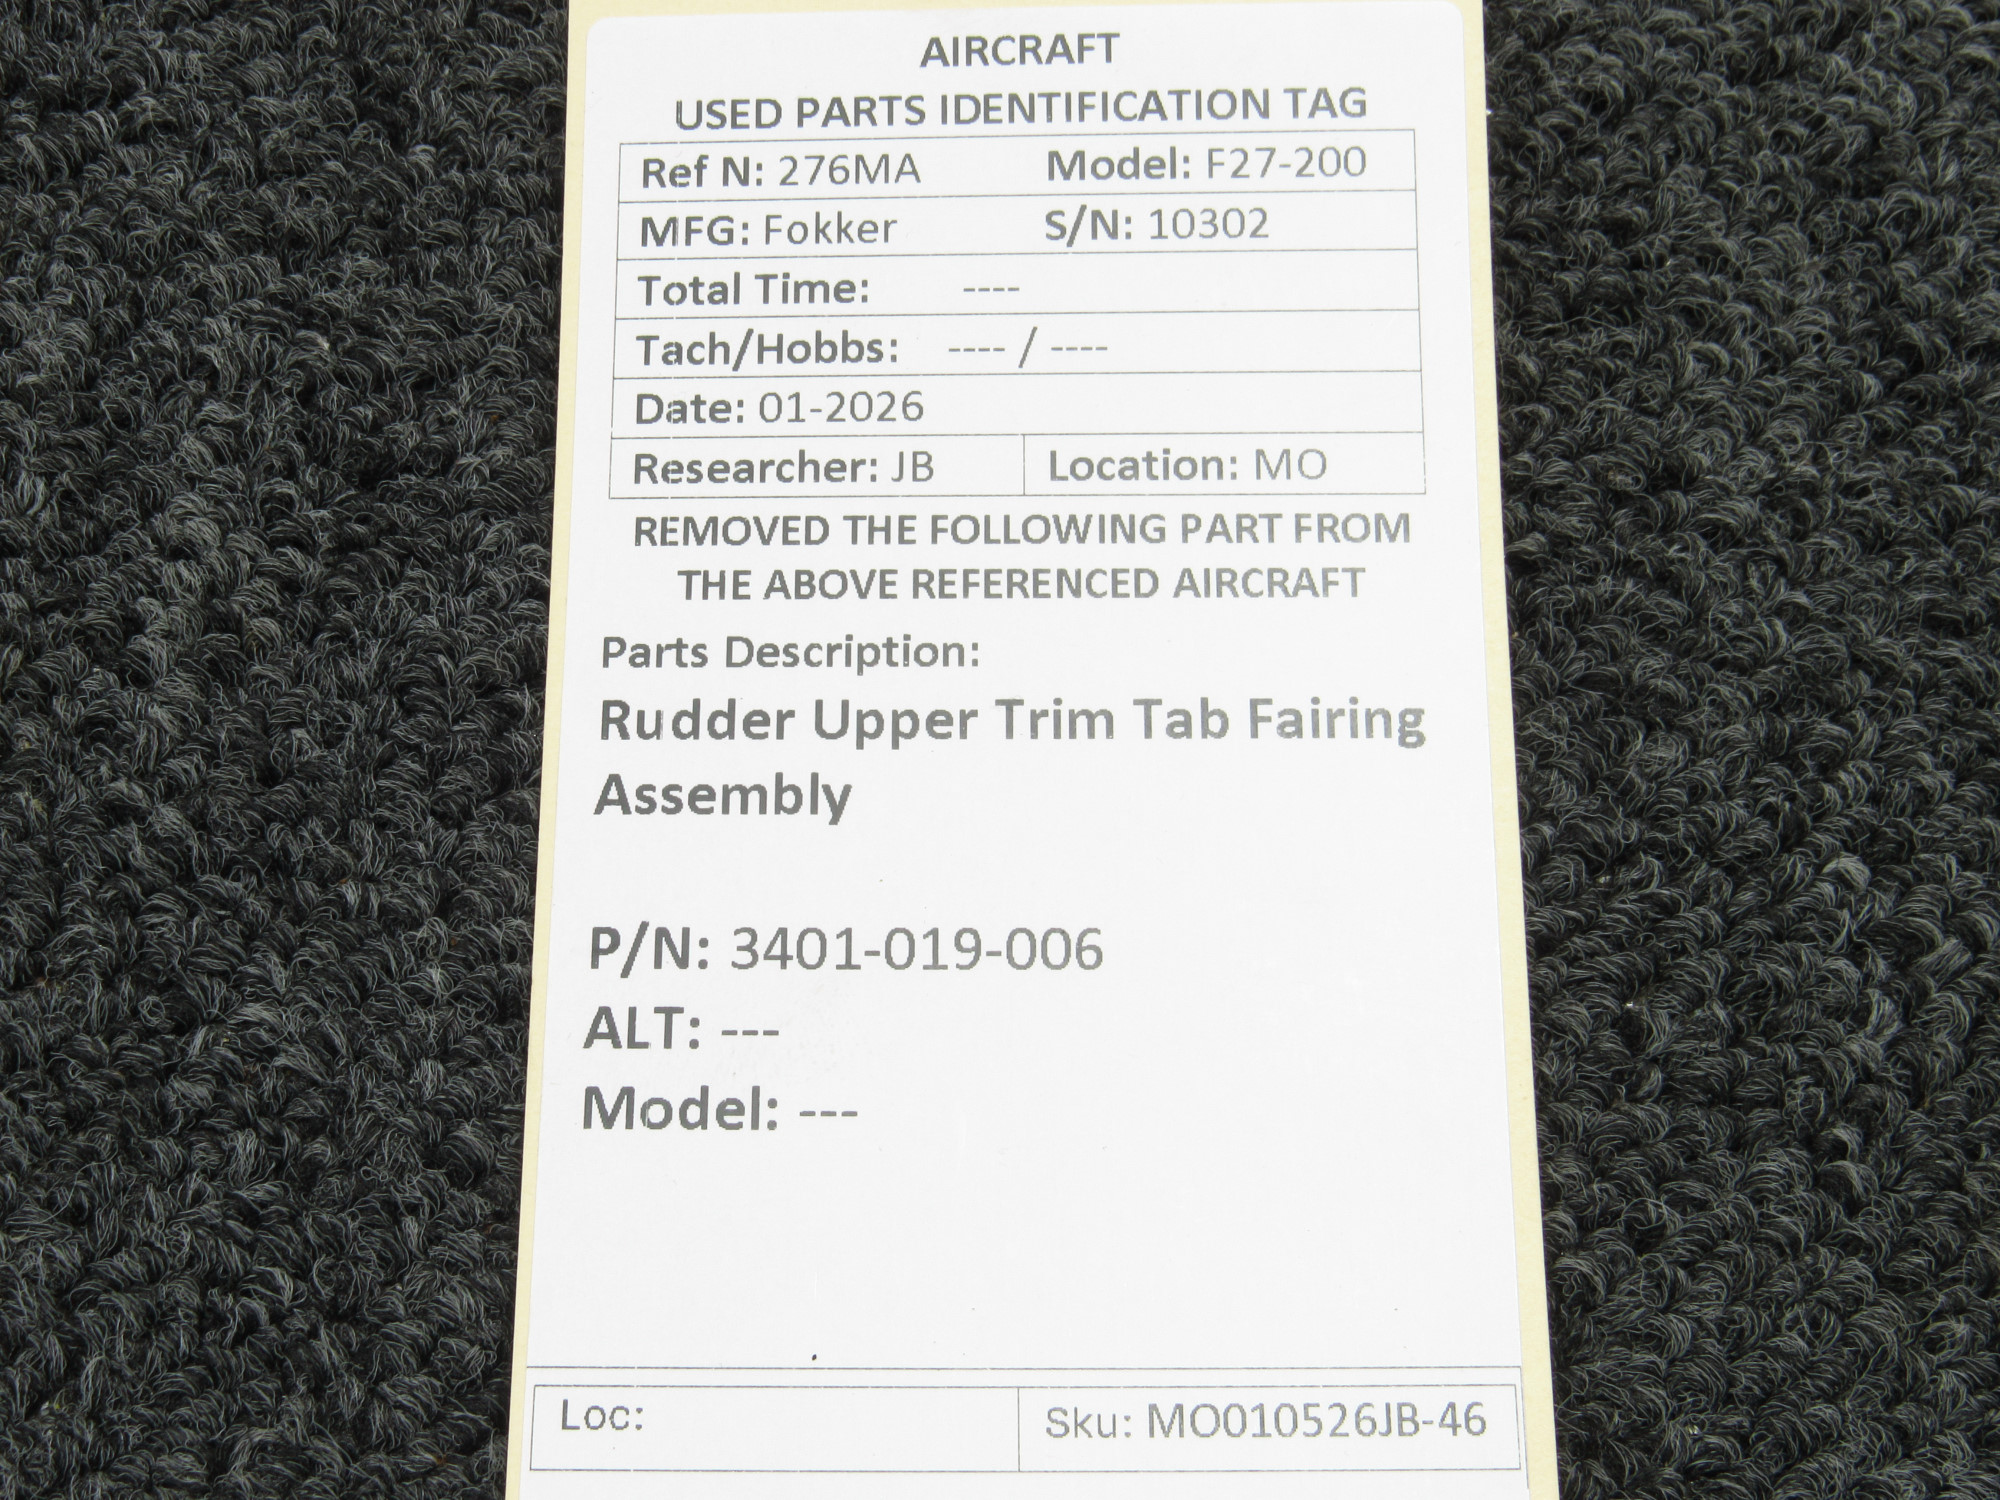 AIRCRAFT
USED PARTS IDENTIFICATION TAG
Ref N: 276MA Model: F27-200
MFG: Fokker S/N: 10302
Total Time: ----
Tach/Hobbs: ---- / ----
Date: 01-2026
Researcher: JB Location: MO
REMOVED THE FOLLOWING PART FROM
THE ABOVE REFERENCED AIRCRAFT
Parts Description:
Rudder Upper Trim Tab Fairing
Assembly
P/N: 3401-019-006
ALT: ---
Model: ---
Loc: Sku: MO010526JB-46